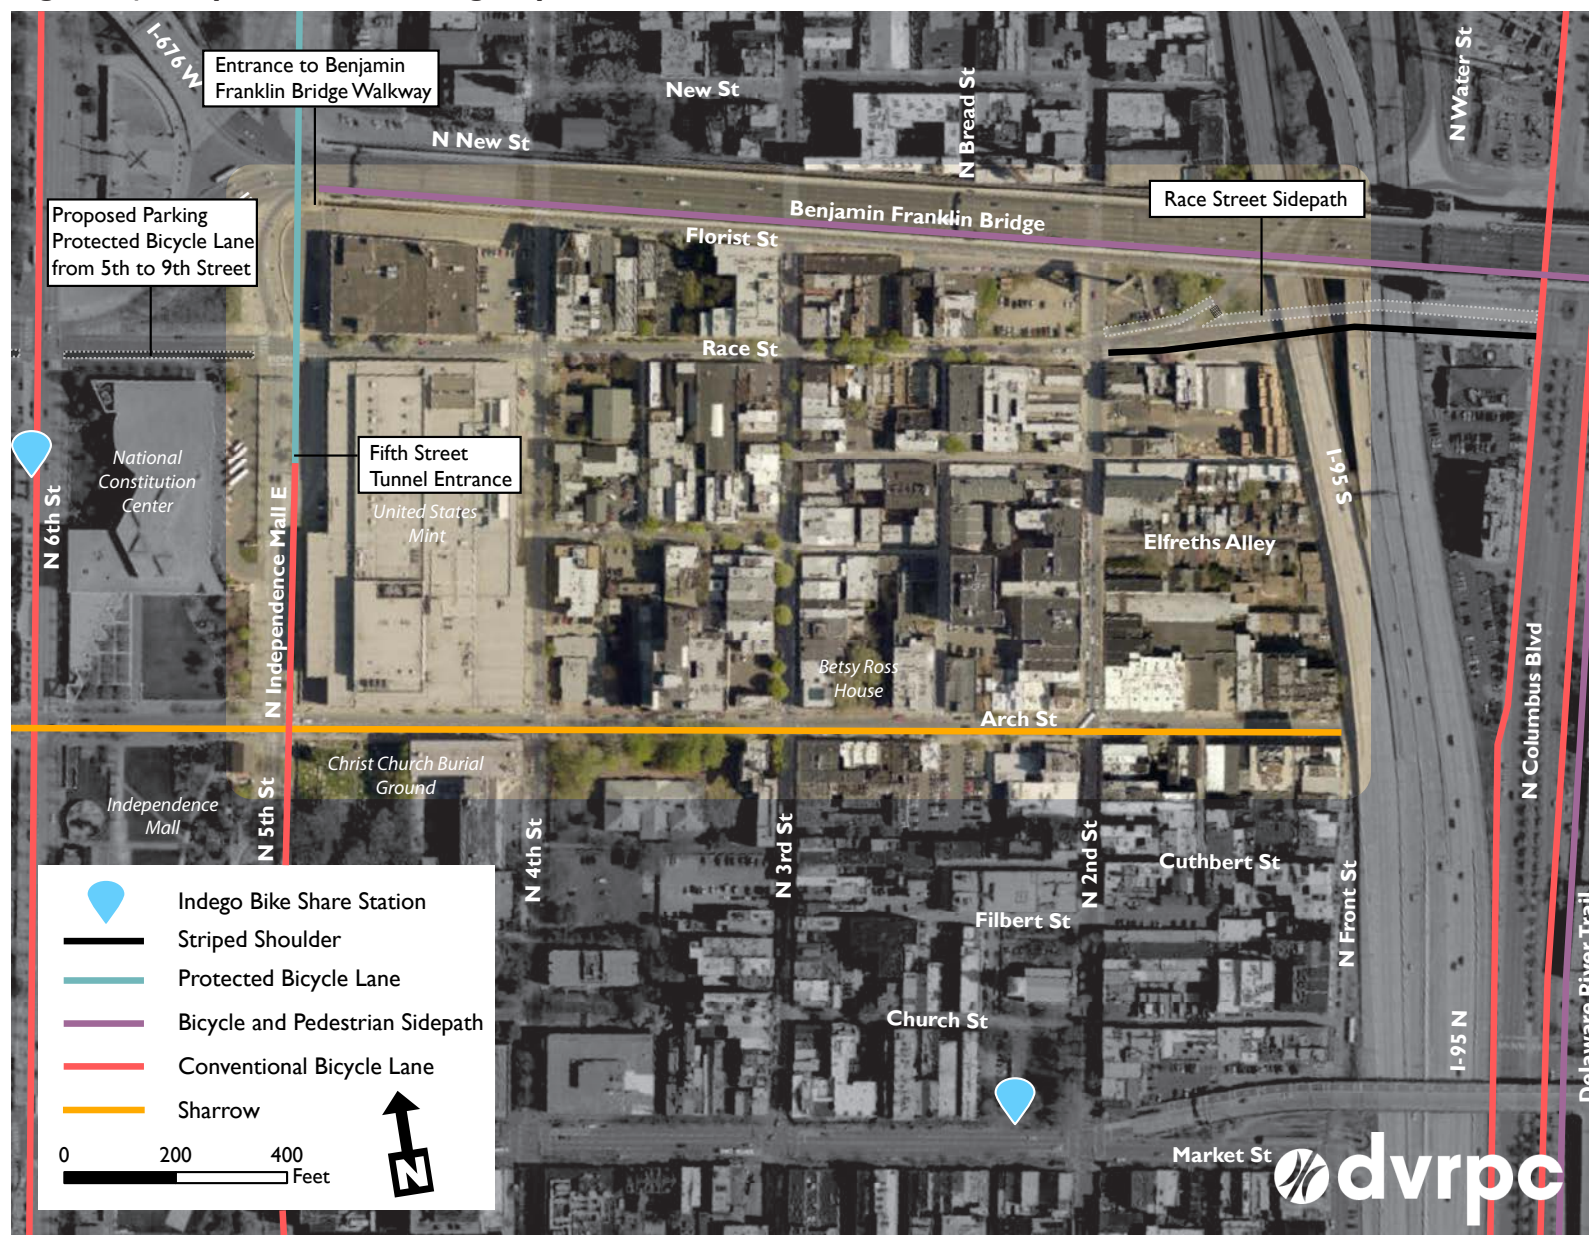 I-676 W
Entrance to Benjamin
Franklin Bridge Walkway
New St
N Bread St
N Water St
N New St
Proposed Parking
Protected Bicycle Lane
from 5th to 9th Street
Race Street Sidepath
Benjamin Franklin Bridge
Florist St
Race St
National
Constitution
Center
Fifth Street
Tunnel Entrance
United States
Mint
I-95 S
N 6th St
N Independence Mall E
Elfreths Alley
Betsy Ross
House
Arch St
N Columbus Blvd
Christ Church Burial
Ground
Independence
Mall
N 5th St
N 4th St
N 3rd St
N 2nd St
Cuthbert St
N Front St
Filbert St
Delaware River Trail
Church St
I-95 N
Market St
Indego Bike Share Station
Striped Shoulder
Protected Bicycle Lane
Bicycle and Pedestrian Sidepath
Conventional Bicycle Lane
Sharrow
0 200 400
Feet
N
dvrpc